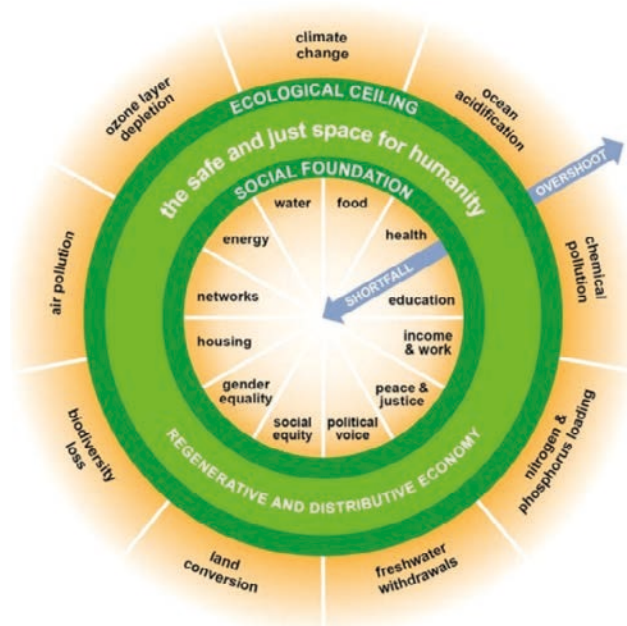 climate
change
ocean
acidification
OVERSHOOT
chemical
pollution
nitrogen &
phosphorus loading
freshwater
withdrawals
land
conversion
biodiversity
loss
air pollution
ozone layer
depletion
ECOLOGICAL CEILING
the safe and just space for humanity
SOCIAL FOUNDATION
water
food
health
SHORTFALL
education
income
& work
peace &
justice
political
voice
social
equity
gender
equality
housing
networks
energy
REGENERATIVE AND DISTRIBUTIVE ECONOMY